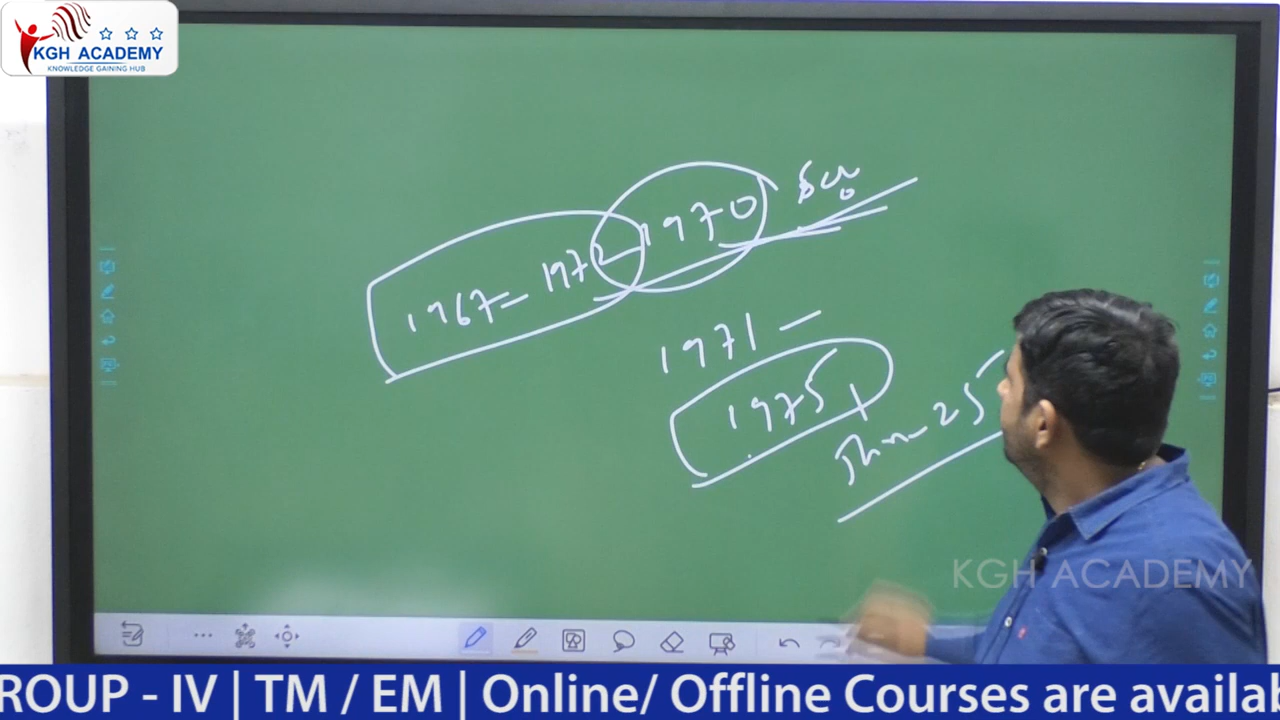 KGH ACADEMY
KNOWLEDGE GAINING HUB
1967 - 1972 - 1970
1971 -
1975
25
KGH ACADEMY
ROUP - IV | TM / EM | Online/ Offline Courses are availab